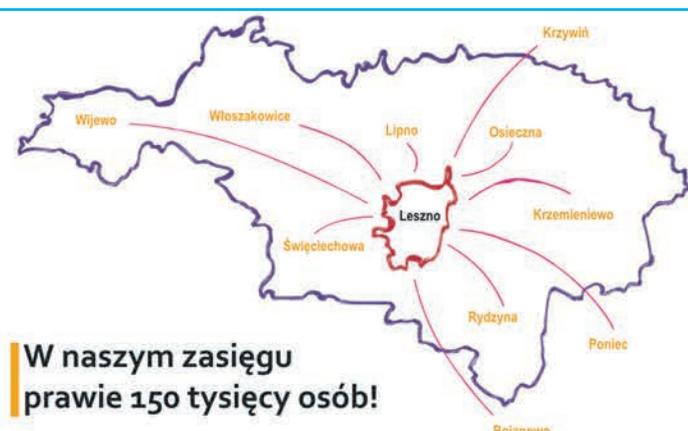 Krzywiń
Wijewo
Włoszakowice
Lipno
Osieczna
Leszno
Krzemieniewo
Święciechowa
Rydzyna
Poniec
W naszym zasięgu
prawie 150 tysięcy osób!